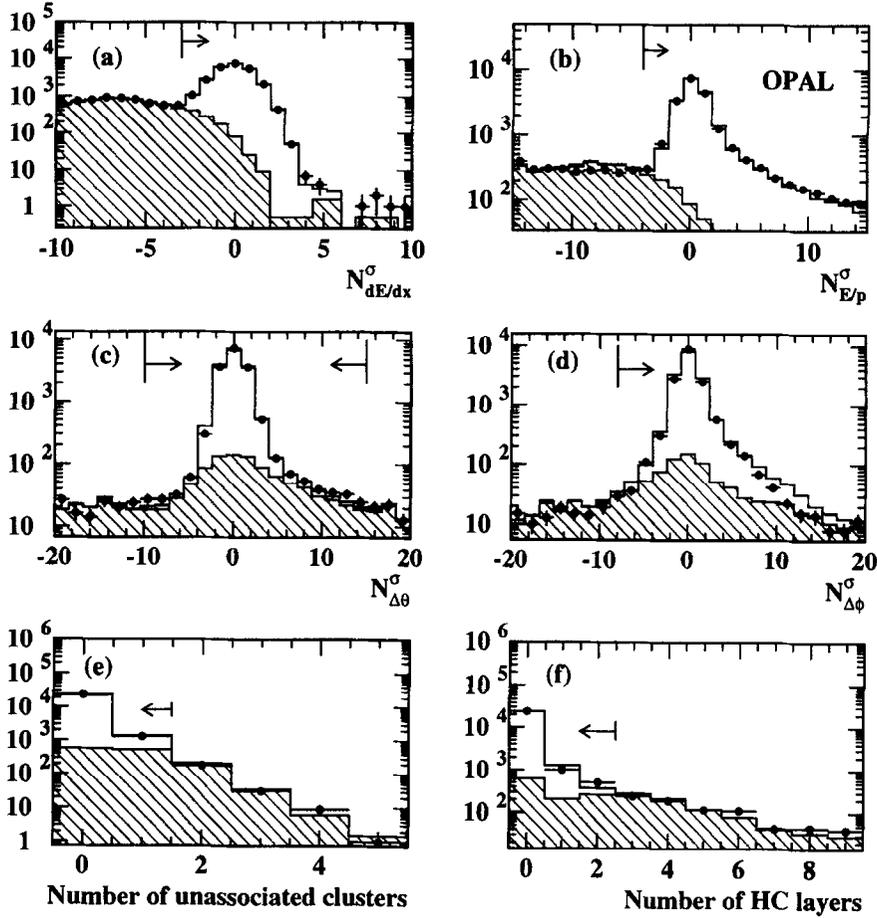 (a)
10^5
10^4
10^3
10^2
10
1
-10 -5 0 5 10
N^σ_dE/dx
(b)
OPAL
10^4
10^3
10^2
-10 0 10
N^σ_E/p
(c)
10^4
10^3
10^2
10
-20 -10 0 10 20
N^σ_Δθ
(d)
10^4
10^3
10^2
10
-20 -10 0 10 20
N^σ_Δϕ
(e)
10^6
10^5
10^4
10^3
10^2
10
1
0 2 4
Number of unassociated clusters
(f)
10^6
10^5
10^4
10^3
10^2
0 2 4 6 8
Number of HC layers